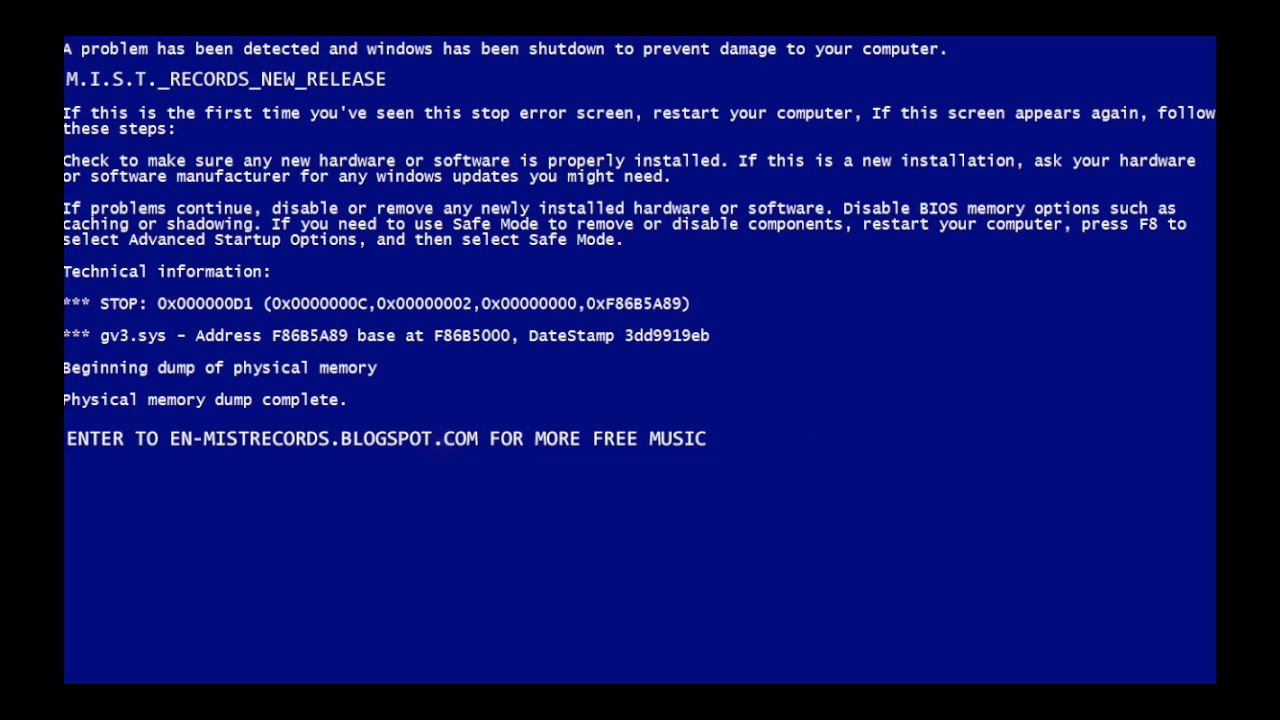 A problem has been detected and windows has been shutdown to prevent damage to your computer.
M.I.S.T._RECORDS_NEW_RELEASE
If this is the first time you've seen this stop error screen, restart your computer, If this screen appears again, follow
these steps:
Check to make sure any new hardware or software is properly installed. If this is a new installation, ask your hardware
or software manufacturer for any windows updates you might need.
If problems continue, disable or remove any newly installed hardware or software. Disable BIOS memory options such as
caching or shadowing. If you need to use Safe Mode to remove or disable components, restart your computer, press F8 to
select Advanced Startup Options, and then select Safe Mode.
Technical information:
*** STOP: 0x000000D1 (0x0000000C,0x00000002,0x00000000,0xF86B5A89)
*** gv3.sys - Address F86B5A89 base at F86B5000, DateStamp 3dd9919eb
Beginning dump of physical memory
Physical memory dump complete.
ENTER TO EN-MISTRECORDS.BLOGSPOT.COM FOR MORE FREE MUSIC